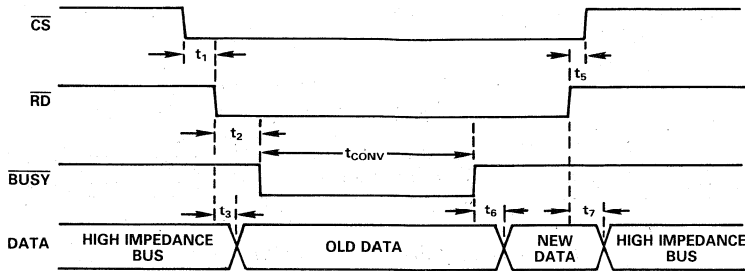 CS
t1
t5
RD
t2
tCONV
BUSY
t3
t6
t7
DATA
HIGH IMPEDANCE
BUS
OLD DATA
NEW
DATA
HIGH IMPEDANCE
BUS